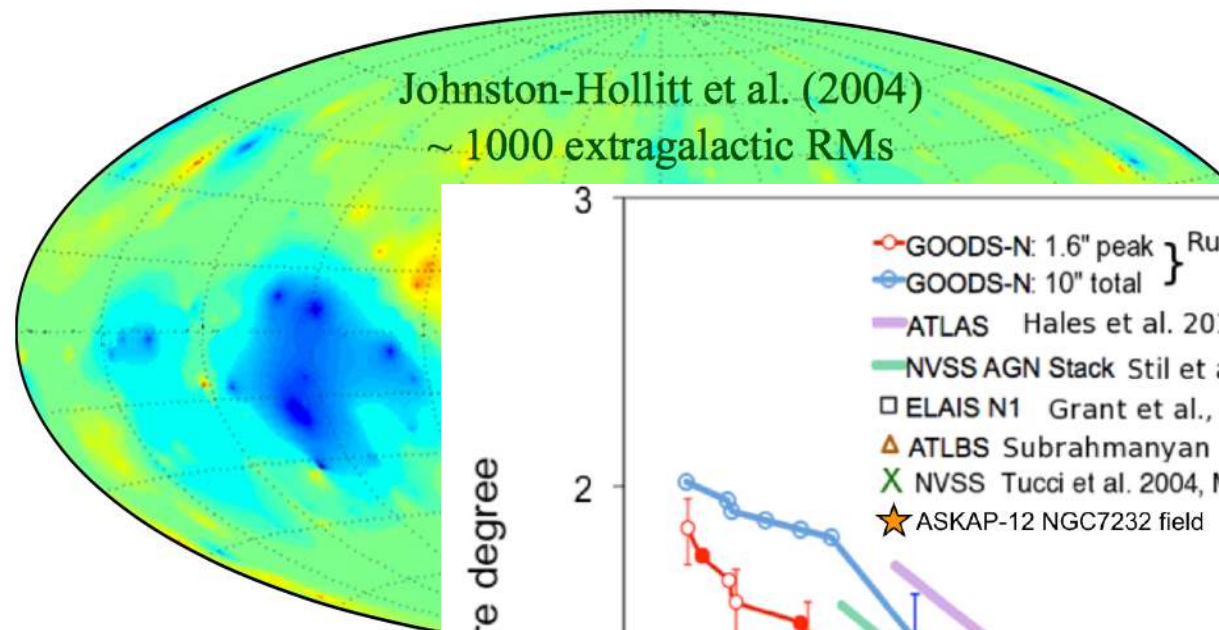 Johnston-Hollitt et al. (2004)
~ 1000 extragalactic RMs
3
GOODS-N: 1.6" peak }
GOODS-N: 10" total
ATLAS Hales et al.
NVSS AGN Stack Stil et
ELAIS N1 Grant et al.,
2
ATLBS Subrahmanyan
NVSS Tucci et al. 2004,
ASKAP-12 NGC7232 field
degree